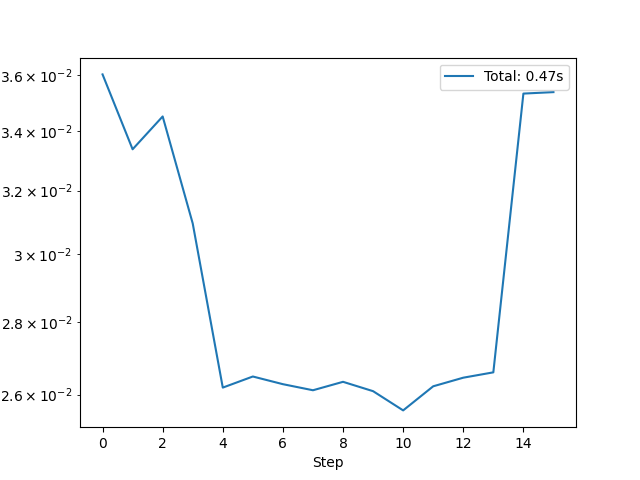 Total: 0.47s
3.6 × 10⁻²
3.4 × 10⁻²
3.2 × 10⁻²
3 × 10⁻²
2.8 × 10⁻²
2.6 × 10⁻²
0 2 4 6 8 10 12 14
Step